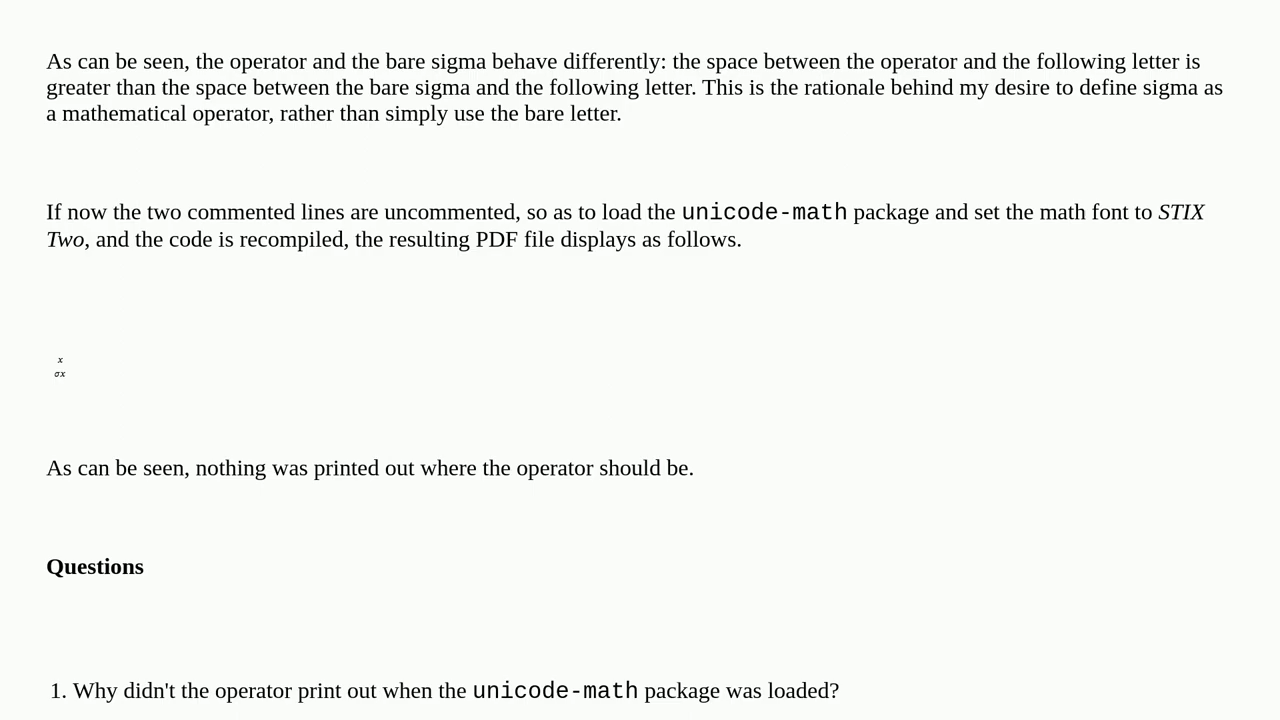 As can be seen, the operator and the bare sigma behave differently: the space between the operator and the following letter is
greater than the space between the bare sigma and the following letter. This is the rationale behind my desire to define sigma as
a mathematical operator, rather than simply use the bare letter.
If now the two commented lines are uncommented, so as to load the unicode-math package and set the math font to STIX
Two, and the code is recompiled, the resulting PDF file displays as follows.
x
σx
As can be seen, nothing was printed out where the operator should be.
Questions
1. Why didn't the operator print out when the unicode-math package was loaded?